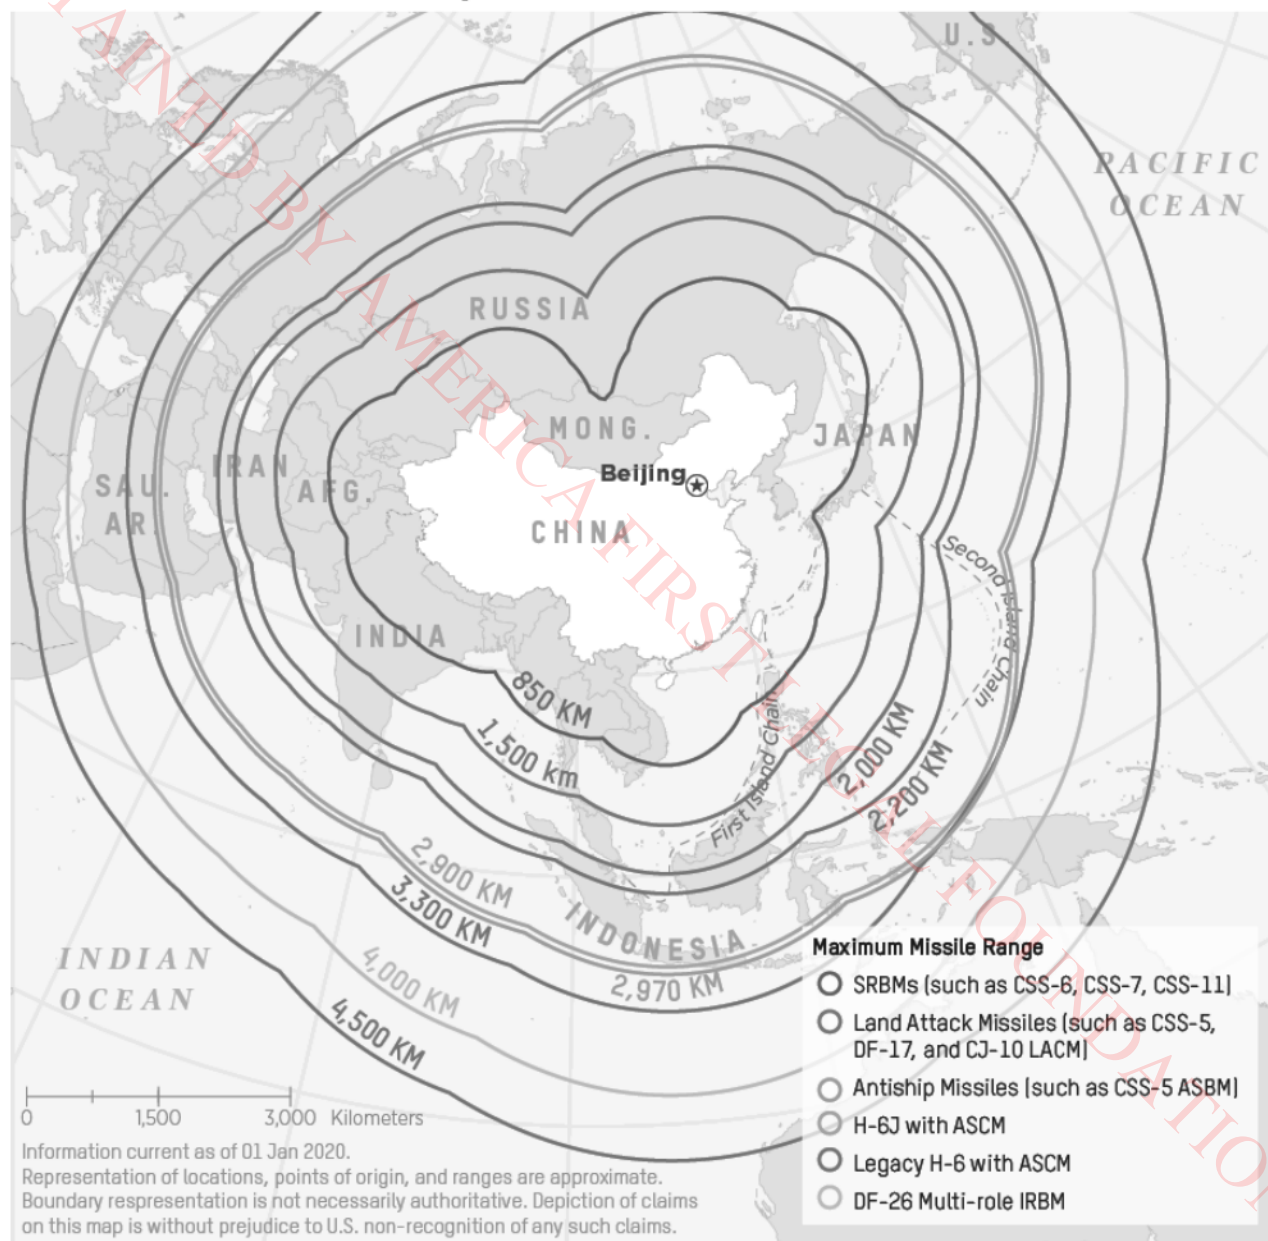 U.S
PACIFIC
OCEAN
RUSSIA
MONG.
JAPAN
Beijing
IRAN
AFG.
SAU.
AR.
CHINA
Second Island Chain
INDIA
850 KM
1,500 km
First Island Chain
2,000 KM
2,200 KM
2,900 KM
3,300 KM
INDONESIA
2,970 KM
4,000 KM
4,500 KM
INDIAN
OCEAN
Maximum Missile Range
SRBMs (such as CSS-6, CSS-7, CSS-11)
Land Attack Missiles (such as CSS-5,
DF-17, and CJ-10 LACM)
Antiship Missiles (such as CSS-5 ASBM)
H-6J with ASCM
Legacy H-6 with ASCM
DF-26 Multi-role IRBM
0 1,500 3,000 Kilometers
Information current as of 01 Jan 2020.
Representation of locations, points of origin, and ranges are approximate.
Boundary respresentation is not necessarily authoritative. Depiction of claims
on this map is without prejudice to U.S. non-recognition of any such claims.
TAINED BY AMERICA FIRST LEGAL FOUNDATIO